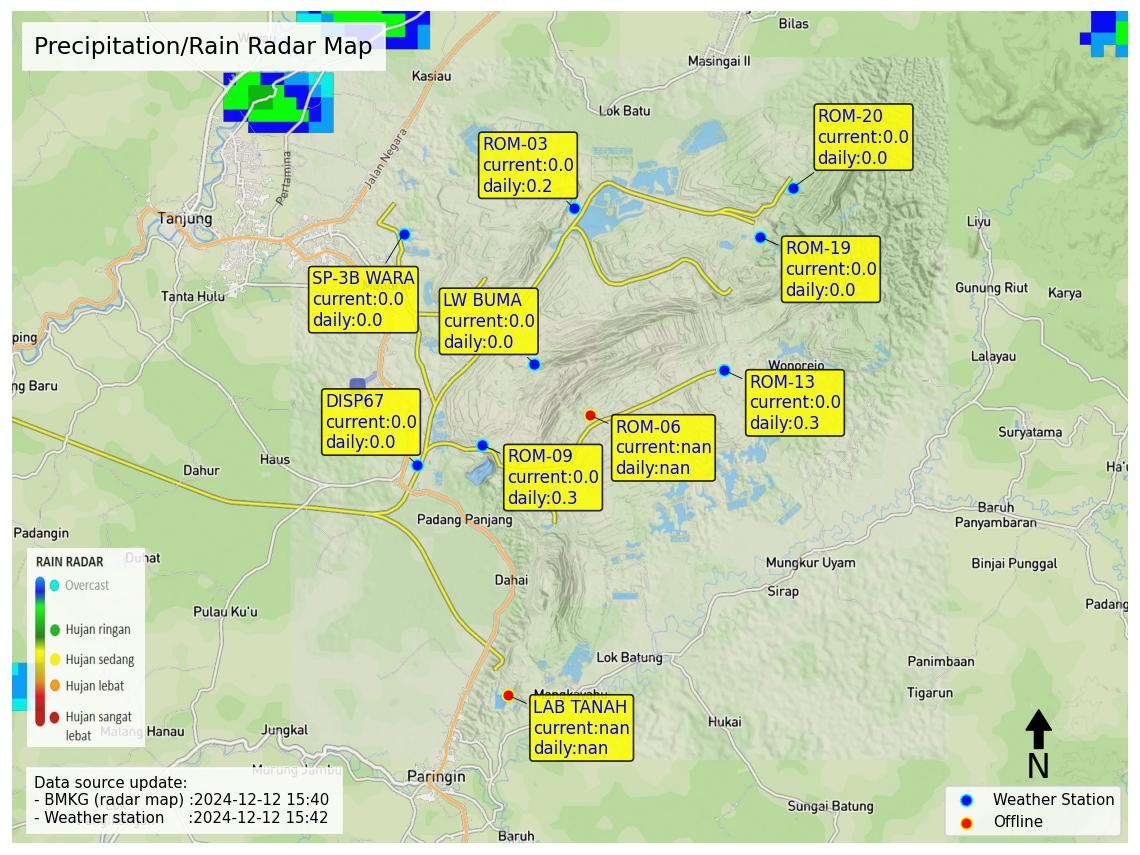 Precipitation/Rain Radar Map
Bilas
Masingai II
Kasiau
Lok Batu
Jalan Negara
Pertamina
Tanjung
Tanta Hulu
ROM-20
current:0.0
daily:0.0
ROM-03
current:0.0
daily:0.2
ROM-19
current:0.0
daily:0.0
SP-3B WARA
current:0.0
daily:0.0
LW BUMA
current:0.0
daily:0.0
Liyu
Gunung Riut
Karya
Lalayau
Wonorejo
ping
ng Baru
ROM-13
current:0.0
daily:0.3
DISP67
current:0.0
daily:0.0
ROM-06
current:nan
daily:nan
ROM-09
current:0.0
daily:0.3
Suryatama
Ha'u
Haus
Dahur
Padang Panjang
Baruh
Panyambaran
Padangin
Duhat
Mungkur Uyam
Binjai Punggal
Dahai
Sirap
Padang
Pulau Ku'u
RAIN RADAR
Overcast
Hujan ringan
Hujan sedang
Hujan lebat
Hujan sangat
lebat
Lok Batung
Panimbaan
Tigarun
Mangkayahu
LAB TANAH
current:nan
daily:nan
Hukai
Matang Hanau
Jungkal
Murung Jambu
Paringin
Sungai Batung
Baruh
Data source update:
- BMKG (radar map) :2024-12-12 15:40
- Weather station :2024-12-12 15:42
N
Weather Station
Offline